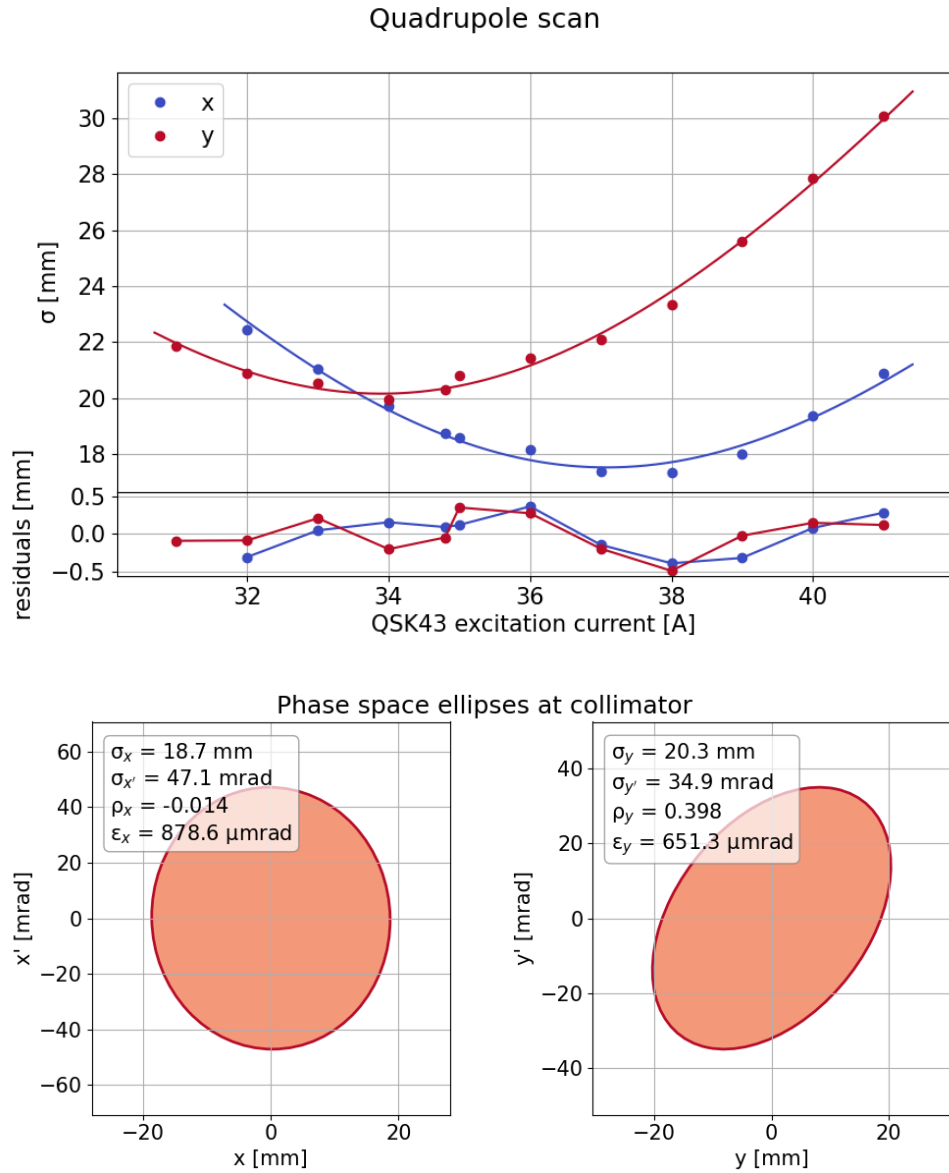 Quadrupole scan
x
y
σ [mm]
30
28
26
24
22
20
18
residuals [mm]
0.5
0.0
−0.5
32
34
36
38
40
QSK43 excitation current [A]
Phase space ellipses at collimator
σx = 18.7 mm
σx' = 47.1 mrad
ρx = -0.014
εx = 878.6 μmrad
x' [mrad]
60
40
20
0
−20
−40
−60
−20
0
20
x [mm]
σy = 20.3 mm
σy' = 34.9 mrad
ρy = 0.398
εy = 651.3 μmrad
y' [mrad]
40
20
0
−20
−40
−20
0
20
y [mm]